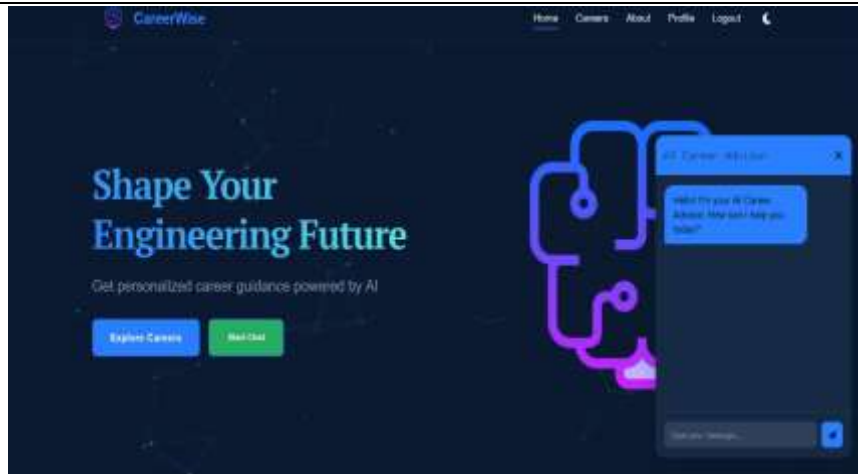 CareerWise
Home Careers About Profile Logout
Shape Your
Engineering Future
Get personalized career guidance powered by AI
Explore Careers
Start Chat
AI Career Advisor
Hello! I'm your AI Career
Advisor. How can I help you
today?
Type your message...